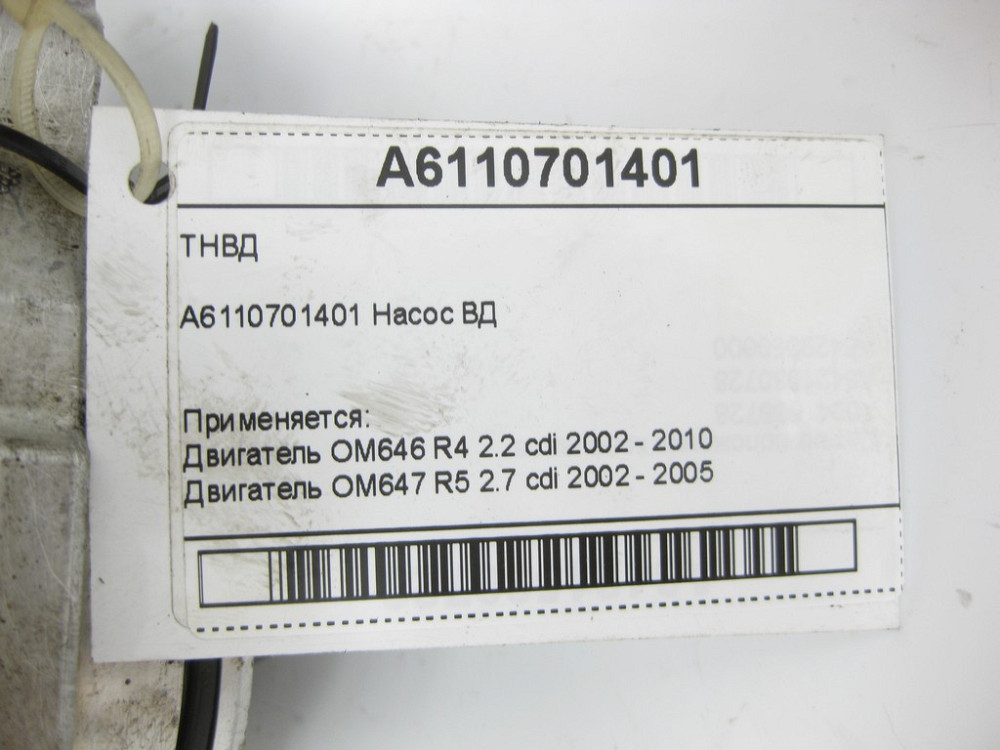 A6110701401
ТНВД
A6110701401 Насос ВД
Применяется:
Двигатель OM646 R4 2.2 cdi 2002 - 2010
Двигатель OM647 R5 2.7 cdi 2002 - 2005